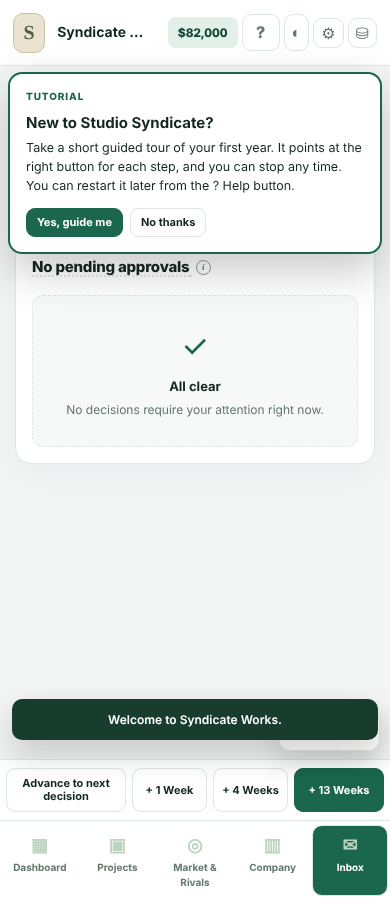 S
Syndicate ...
$82,000
?
TUTORIAL
New to Studio Syndicate?
Take a short guided tour of your first year. It points at the
right button for each step, and you can stop any time.
You can restart it later from the ? Help button.
Yes, guide me
No thanks
No pending approvals
i
All clear
No decisions require your attention right now.
Welcome to Syndicate Works.
Advance to next
decision
+ 1 Week
+ 4 Weeks
+ 13 Weeks
Dashboard
Projects
Market &
Rivals
Company
Inbox